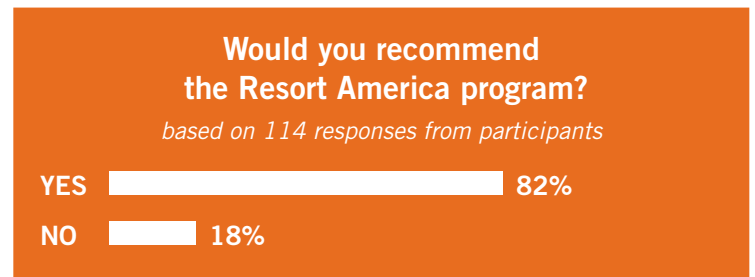 Would you recommend
the Resort America program?
based on 114 responses from participants
YES 82%
NO 18%